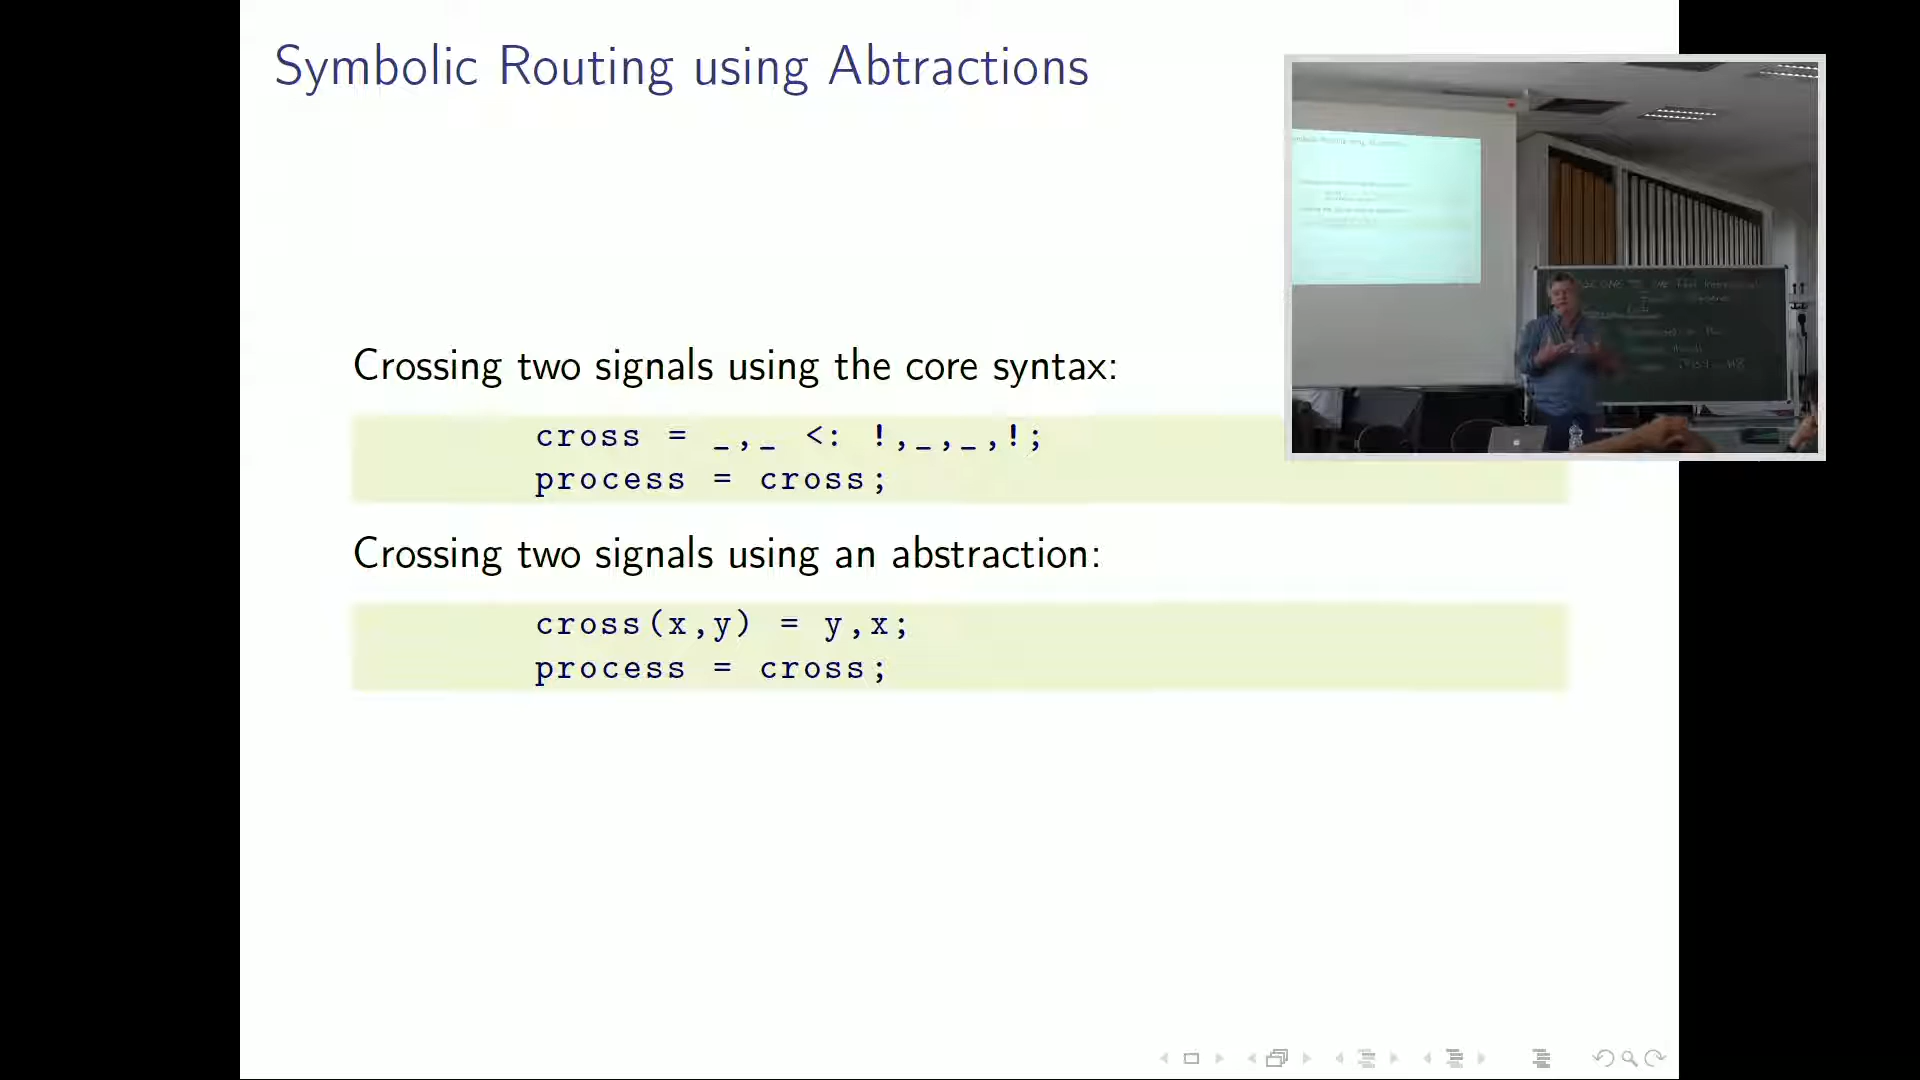 Symbolic Routing using Abtractions
Crossing two signals using the core syntax:
cross = _,_ <: !,_,_,!;
process = cross;
Crossing two signals using an abstraction:
cross(x,y) = y,x;
process = cross;